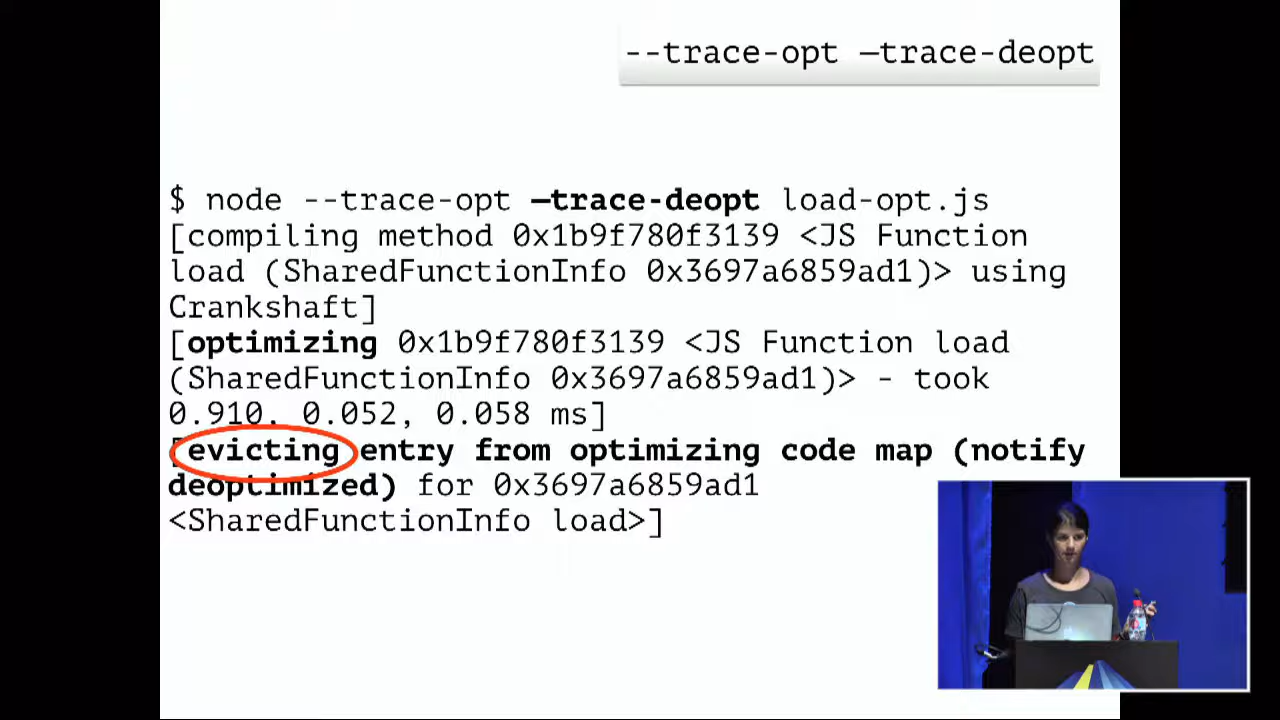 --trace-opt —trace-deopt
$ node --trace-opt —trace-deopt load-opt.js
[compiling method 0x1b9f780f3139 <JS Function
load (SharedFunctionInfo 0x3697a6859ad1)> using
Crankshaft]
[optimizing 0x1b9f780f3139 <JS Function load
(SharedFunctionInfo 0x3697a6859ad1)> - took
0.910, 0.052, 0.058 ms]
[evicting entry from optimizing code map (notify
deoptimized) for 0x3697a6859ad1
<SharedFunctionInfo load>]